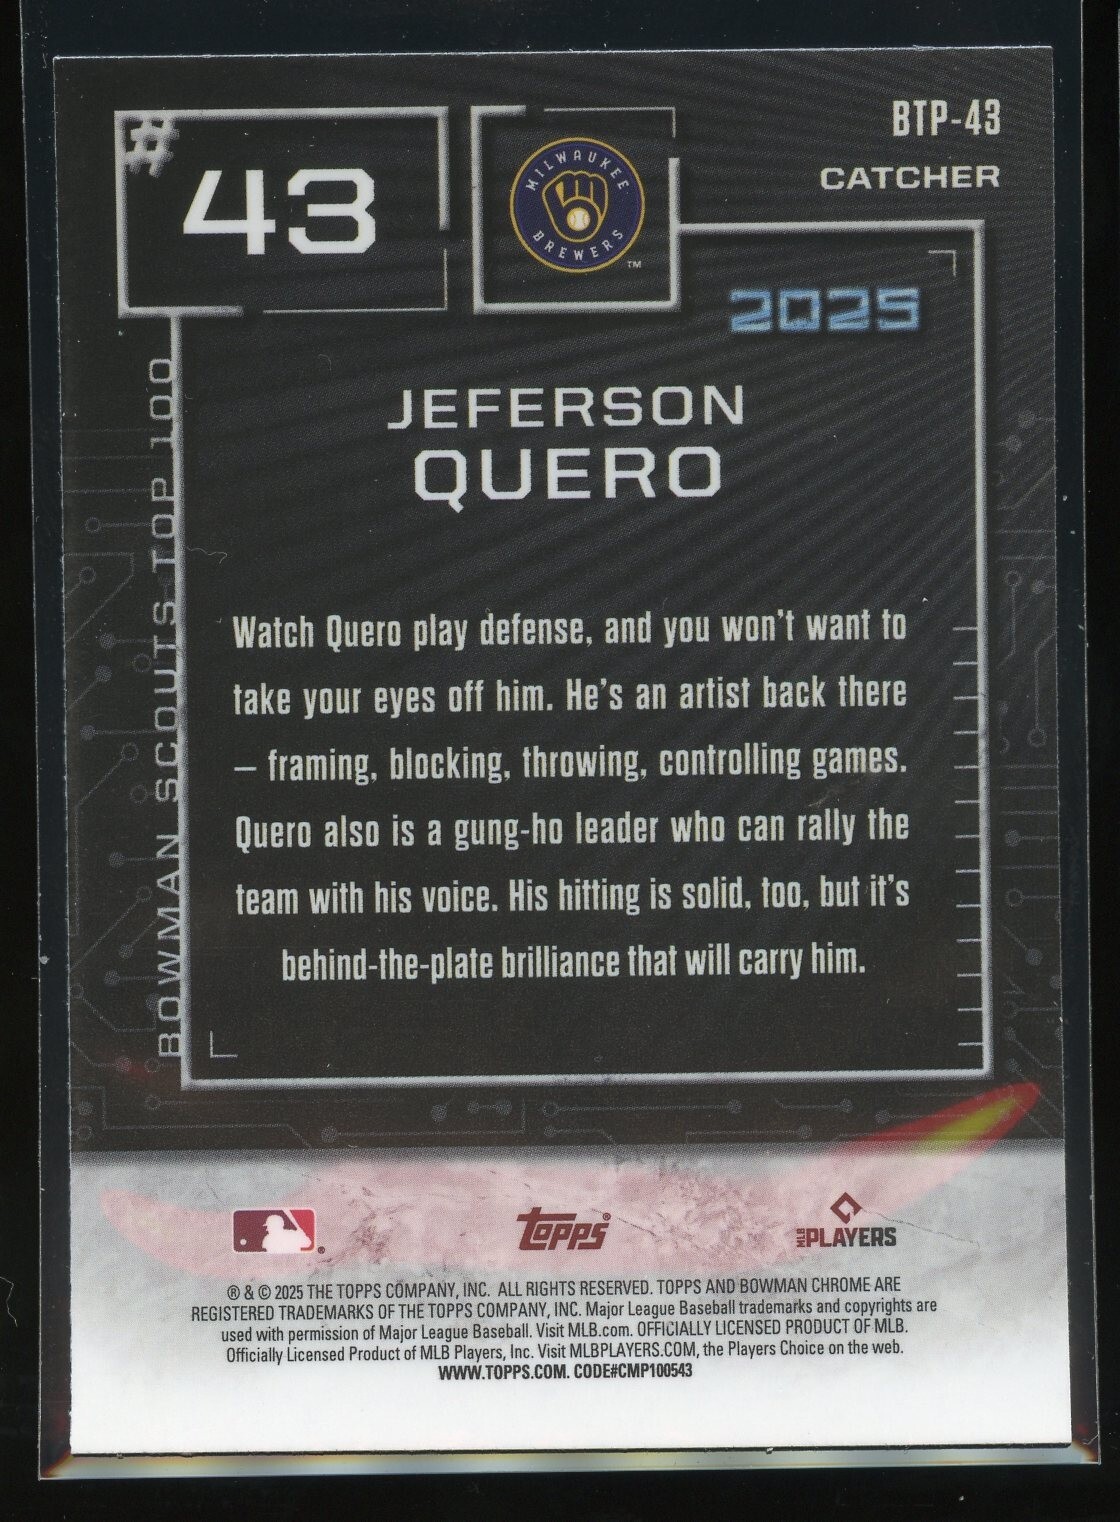 BTP-43
CATCHER
#
43
MILWAUKEE
BREWERS
™
2025
JEFERSON
QUERO
BOWMAN SCOUTS TOP 100
Watch Quero play defense, and you won't want to
take your eyes off him. He's an artist back there
– framing, blocking, throwing, controlling games.
Quero also is a gung-ho leader who can rally the
team with his voice. His hitting is solid, too, but it's
behind-the-plate brilliance that will carry him.
®
Topps®
MLB PLAYERS
® & © 2025 THE TOPPS COMPANY, INC. ALL RIGHTS RESERVED. TOPPS AND BOWMAN CHROME ARE
REGISTERED TRADEMARKS OF THE TOPPS COMPANY, INC. Major League Baseball trademarks and copyrights are
used with permission of Major League Baseball. Visit MLB.com. OFFICIALLY LICENSED PRODUCT OF MLB.
Officially Licensed Product of MLB Players, Inc. Visit MLBPLAYERS.COM, the Players Choice on the web.
WWW.TOPPS.COM. CODE#CMP100543